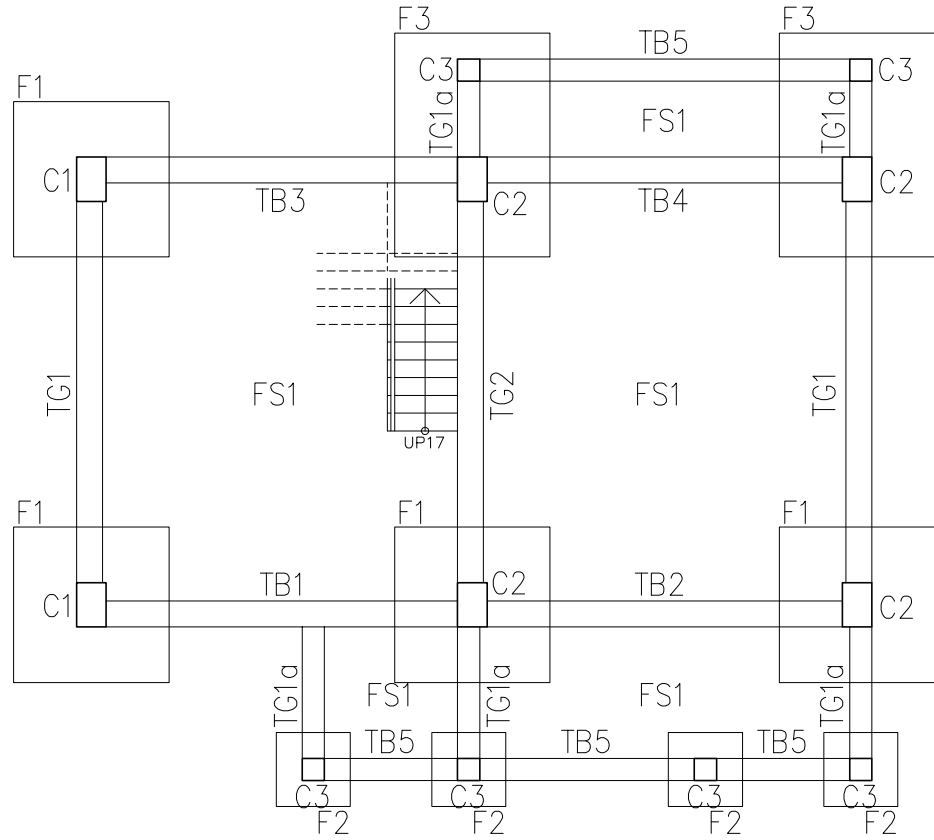 F3
F3
TB5
C3
C3
F1
TG1a
FS1
TG1a
C1
C2
TB3
C2
TB4
TG1
FS1
TG2
FS1
TG1
UP17
F1
F1
F1
TB1
C2
TB2
C1
C2
TG1a
FS1
TG1a
FS1
TG1a
TB5
TB5
TB5
C3
C3
C3
C3
F2
F2
F2
F2